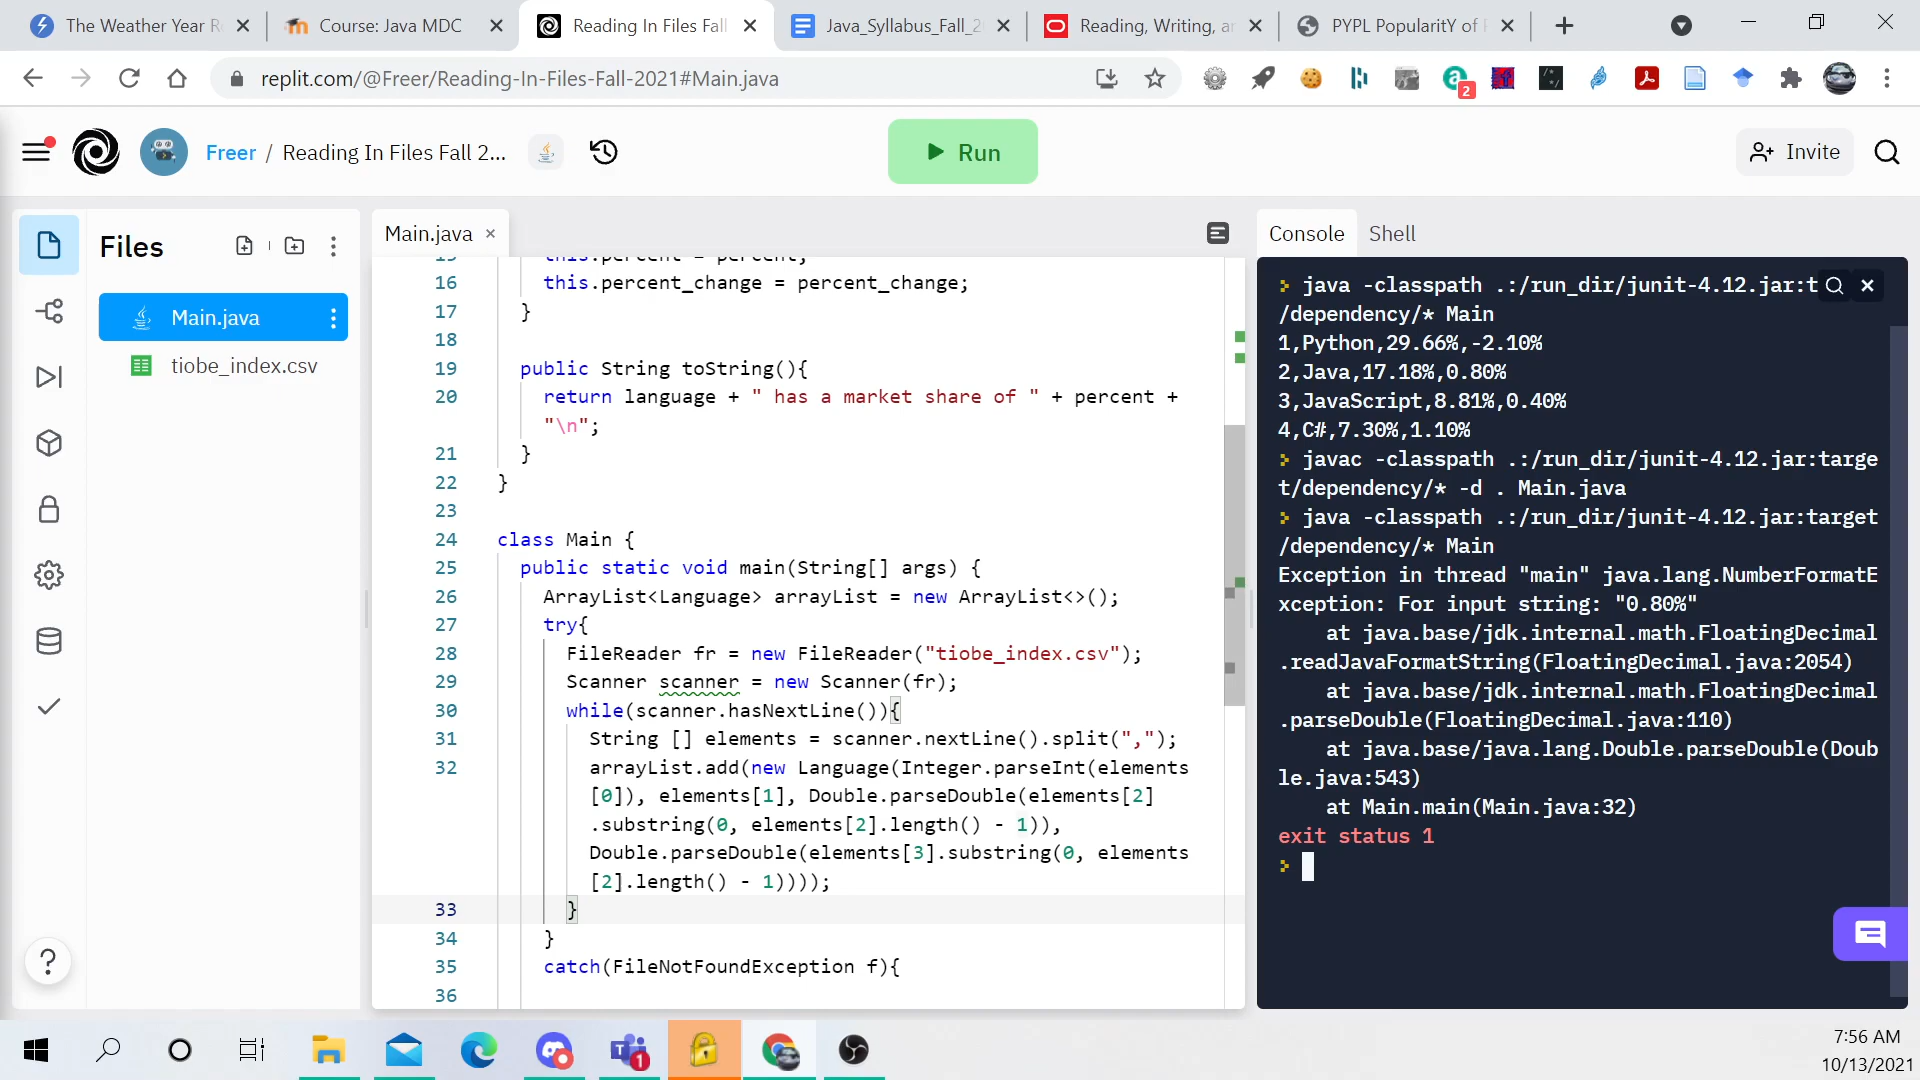 The Weather Year R
Course: Java MDC
Reading In Files Fall
Java_Syllabus_Fall_2
Reading, Writing, a
PYPL PopularitY of
replit.com/@Freer/Reading-In-Files-Fall-2021#Main.java
2
Freer / Reading In Files Fall 2...
Run
Invite
Files
Main.java
tiobe_index.csv
Main.java
15 this.percent = percent;
16 this.percent_change = percent_change;
17 }
18
19 public String toString(){
20 return language + " has a market share of " + percent +
"\n";
21 }
22 }
23
24 class Main {
25 public static void main(String[] args) {
26 ArrayList<Language> arrayList = new ArrayList<>();
27 try{
28 FileReader fr = new FileReader("tiobe_index.csv");
29 Scanner scanner = new Scanner(fr);
30 while(scanner.hasNextLine()){
31 String [] elements = scanner.nextLine().split(",");
32 arrayList.add(new Language(Integer.parseInt(elements
[0]), elements[1], Double.parseDouble(elements[2]
.substring(0, elements[2].length() - 1)),
Double.parseDouble(elements[3].substring(0, elements
[2].length() - 1))));
33 }
34 }
35 catch(FileNotFoundException f){
36
Console
Shell
java -classpath .:/run_dir/junit-4.12.jar:t
/dependency/* Main
1,Python,29.66%,-2.10%
2,Java,17.18%,0.80%
3,JavaScript,8.81%,0.40%
4,C#,7.30%,1.10%
javac -classpath .:/run_dir/junit-4.12.jar:targe
t/dependency/* -d . Main.java
java -classpath .:/run_dir/junit-4.12.jar:target
/dependency/* Main
Exception in thread "main" java.lang.NumberFormatE
xception: For input string: "0.80%"
at java.base/jdk.internal.math.FloatingDecimal
.readJavaFormatString(FloatingDecimal.java:2054)
at java.base/jdk.internal.math.FloatingDecimal
.parseDouble(FloatingDecimal.java:110)
at java.base/java.lang.Double.parseDouble(Doub
le.java:543)
at Main.main(Main.java:32)
exit status 1
1
7:56 AM
10/13/2021